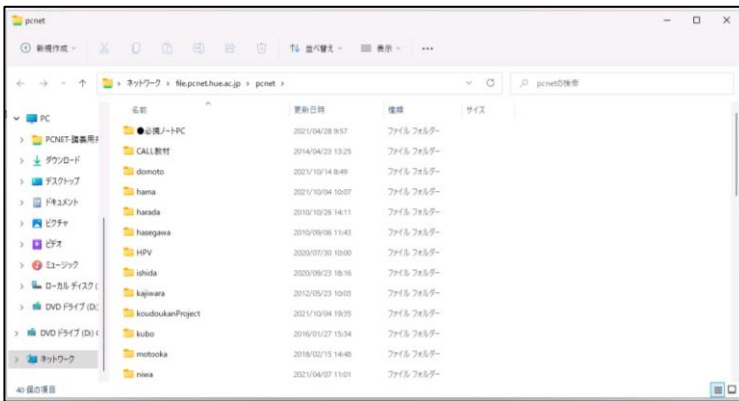 pcnet
新規作成
並べ替え
表示
ネットワーク > file.pcnet.hue.ac.jp > pcnet >
pcnetの検索
PC
PCNET-講義用
ダウンロード
デスクトップ
ドキュメント
ピクチャ
ビデオ
ミュージック
ローカル ディスク (
DVD ドライブ (D:)
DVD ドライブ (D:) (
ネットワーク
名前 更新日時 種類 サイズ
●必携ノートPC 2021/04/28 9:57 ファイル フォルダー
CALL教材 2014/04/23 13:25 ファイル フォルダー
domoto 2021/10/14 8:49 ファイル フォルダー
hama 2021/10/04 10:07 ファイル フォルダー
harada 2010/10/26 14:11 ファイル フォルダー
hasegawa 2010/09/08 11:43 ファイル フォルダー
HPV 2020/07/30 10:00 ファイル フォルダー
ishida 2020/09/23 18:16 ファイル フォルダー
kajiwara 2012/05/23 10:03 ファイル フォルダー
koudoukanProject 2021/10/04 19:35 ファイル フォルダー
kubo 2016/01/27 15:34 ファイル フォルダー
motooka 2018/02/15 14:48 ファイル フォルダー
niwa 2021/04/07 11:01 ファイル フォルダー
40 個の項目